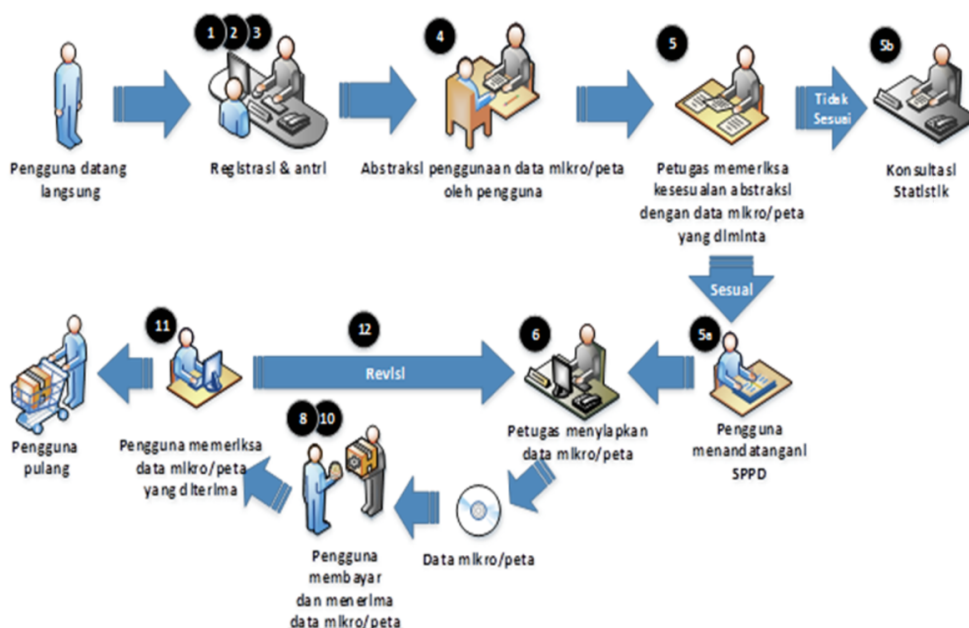 1 2 3
4
5
5b
Tidak
Sesuai
Pengguna datang
langsung
Registrasi & antri
Abstraksi penggunaan data mikro/peta
oleh pengguna
Petugas memeriksa
kesesuaian abstraksi
dengan data mikro/peta
yang diminta
Konsultasi
Statistik
Sesuai
11
12
6
5a
Revisi
8 10
Pengguna
pulang
Pengguna memeriksa
data mikro/peta
yang diterima
Petugas menyiapkan
data mikro/peta
Pengguna
menandatangani
SPPD
Data mikro/peta
Pengguna
membayar
dan menerima
data mikro/peta